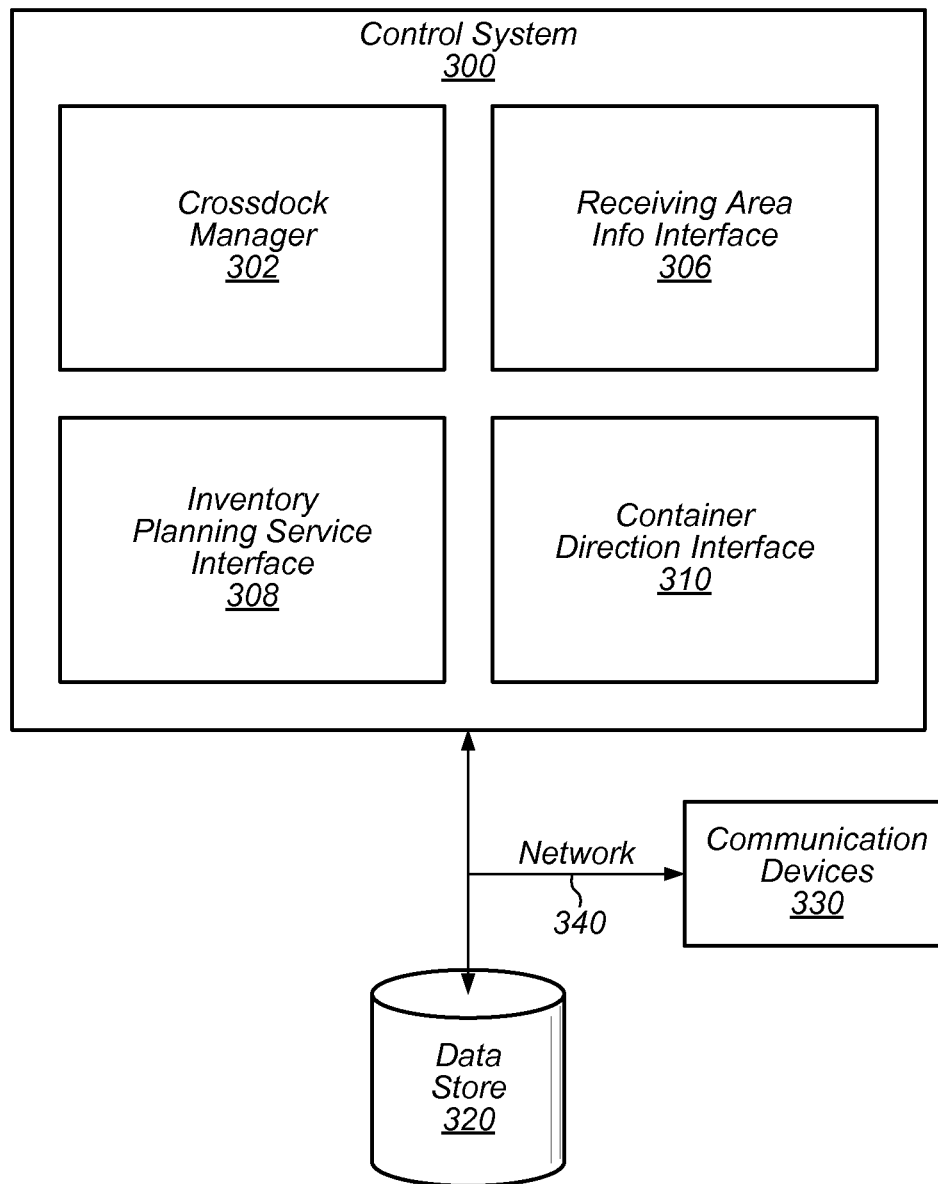 Control System
300
Crossdock
Manager
302
Receiving Area
Info Interface
306
Inventory
Planning Service
Interface
308
Container
Direction Interface
310
Network
340
Communication
Devices
330
Data
Store
320